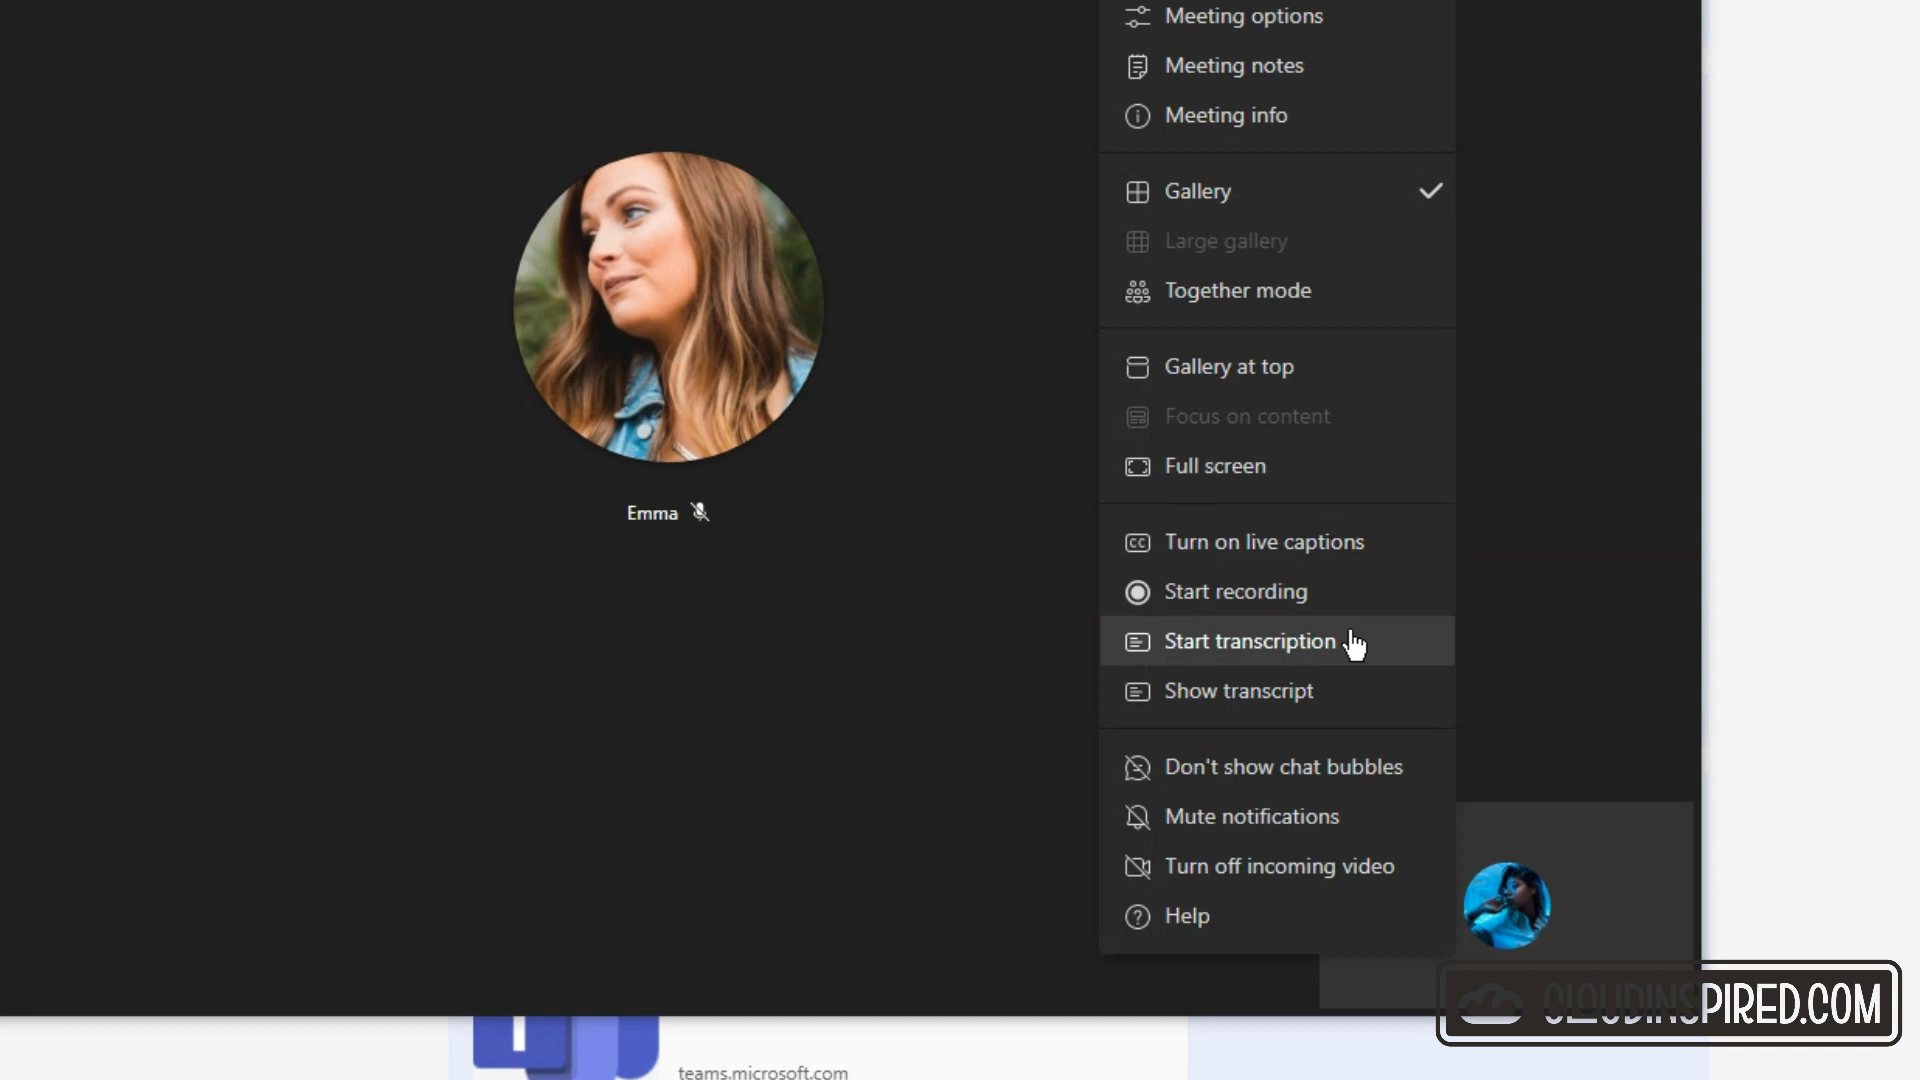 Meeting options
Meeting notes
Meeting info
Gallery
Large gallery
Together mode
Gallery at top
Focus on content
Full screen
Emma
CC Turn on live captions
Start recording
Start transcription
Show transcript
Don't show chat bubbles
Mute notifications
Turn off incoming video
? Help
CLOUDINSPIRED.COM
teams.microsoft.com